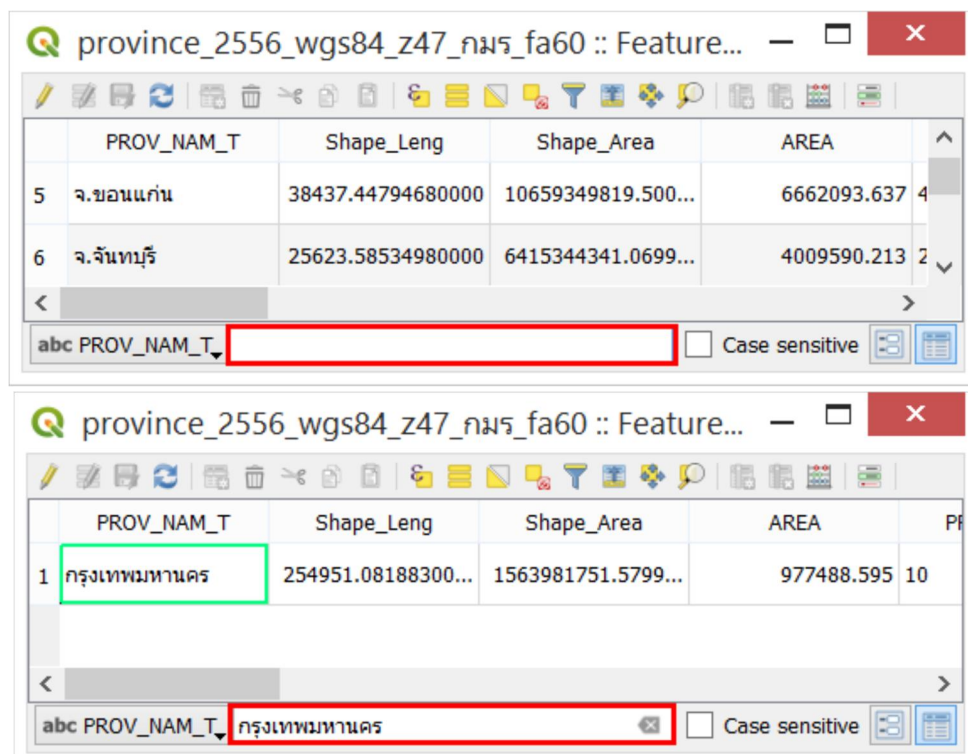 province_2556_wgs84_z47_กมร_fa60 :: Feature...
PROV_NAM_T Shape_Leng Shape_Area AREA
5 จ.ขอนแก่น 38437.44794680000 10659349819.500... 6662093.637 4
6 จ.จันทบุรี 25623.58534980000 6415344341.0699... 4009590.213 2
abc PROV_NAM_T Case sensitive
province_2556_wgs84_z47_กมร_fa60 :: Feature...
PROV_NAM_T Shape_Leng Shape_Area AREA
1 กรุงเทพมหานคร 254951.08188300... 1563981751.5799... 977488.595 10
abc PROV_NAM_T กรุงเทพมหานคร Case sensitive